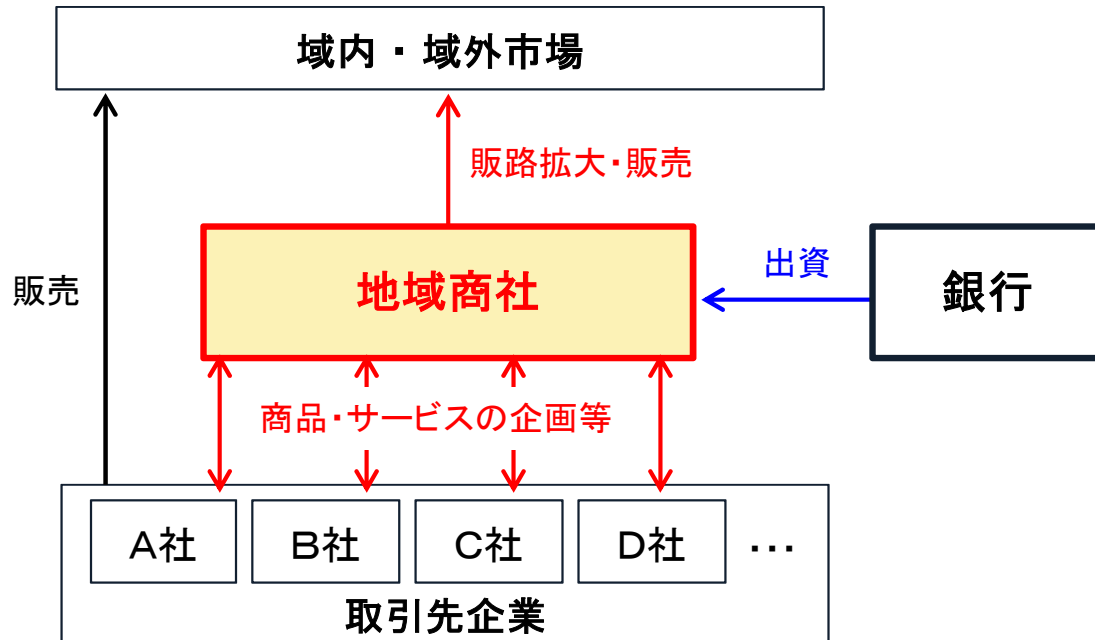 域内・域外市場
販路拡大・販売
販売
地域商社
出資
銀行
商品・サービスの企画等
A社
B社
C社
D社
…
取引先企業